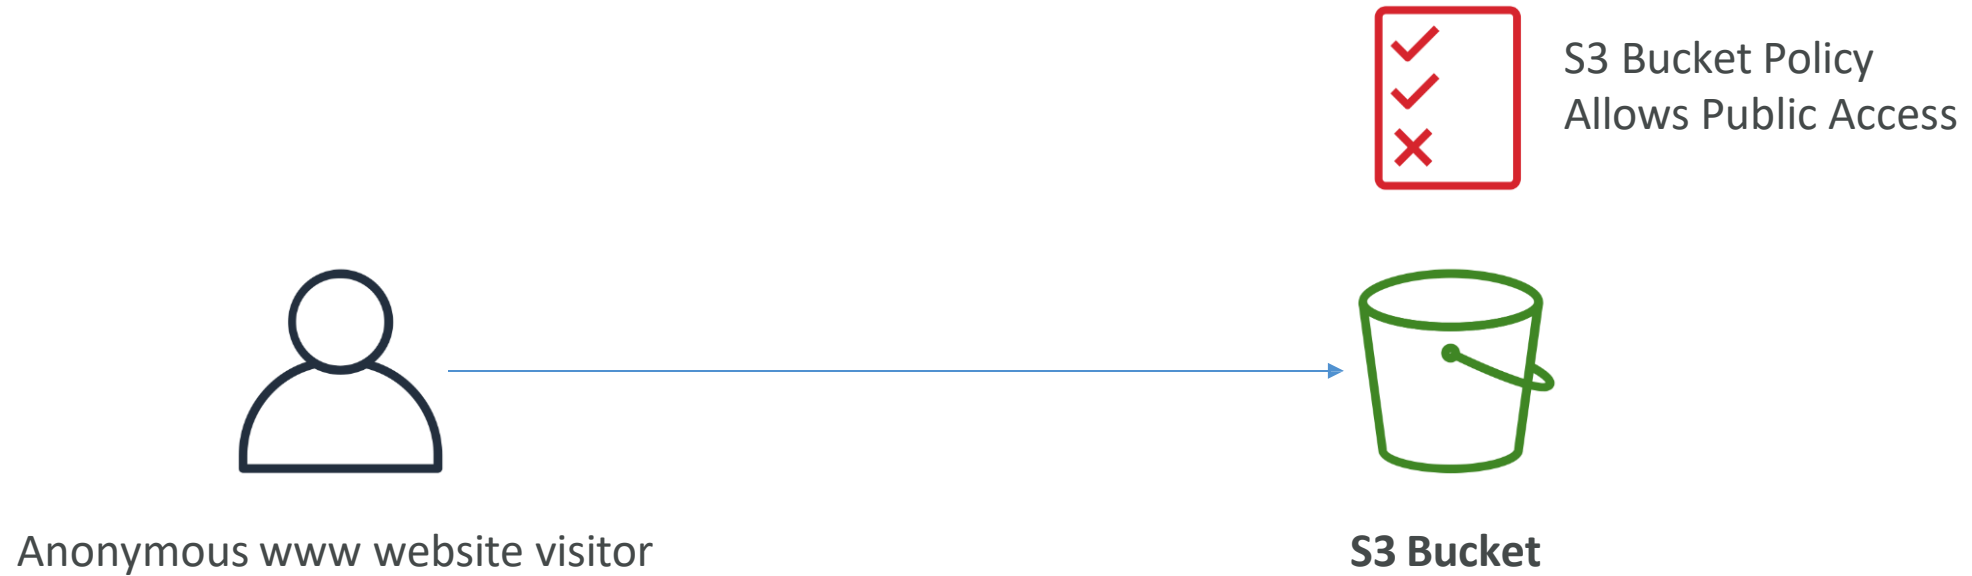 S3 Bucket Policy
Allows Public Access
Anonymous www website visitor
S3 Bucket